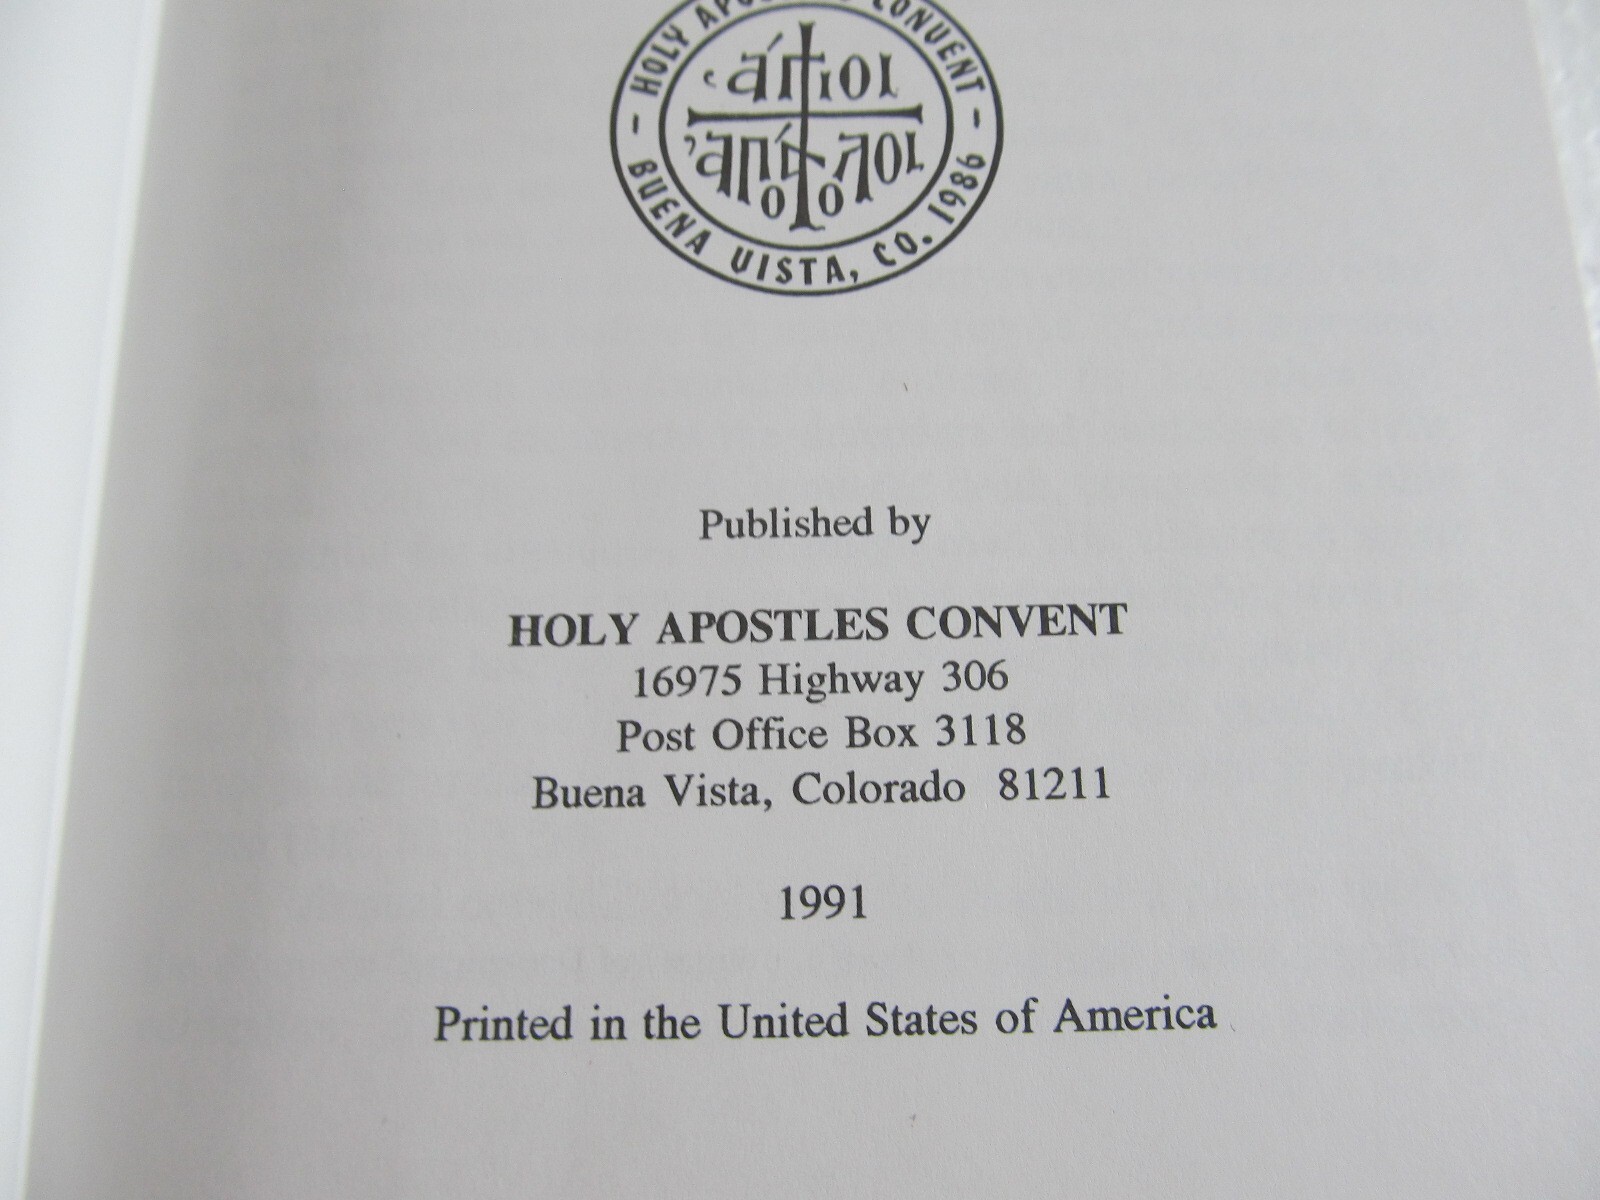 HOLY APOSTLES CONVENT
ἅγιοι
ἀπόστολοι
BUENA VISTA, CO. 1986
Published by
HOLY APOSTLES CONVENT
16975 Highway 306
Post Office Box 3118
Buena Vista, Colorado 81211
1991
Printed in the United States of America